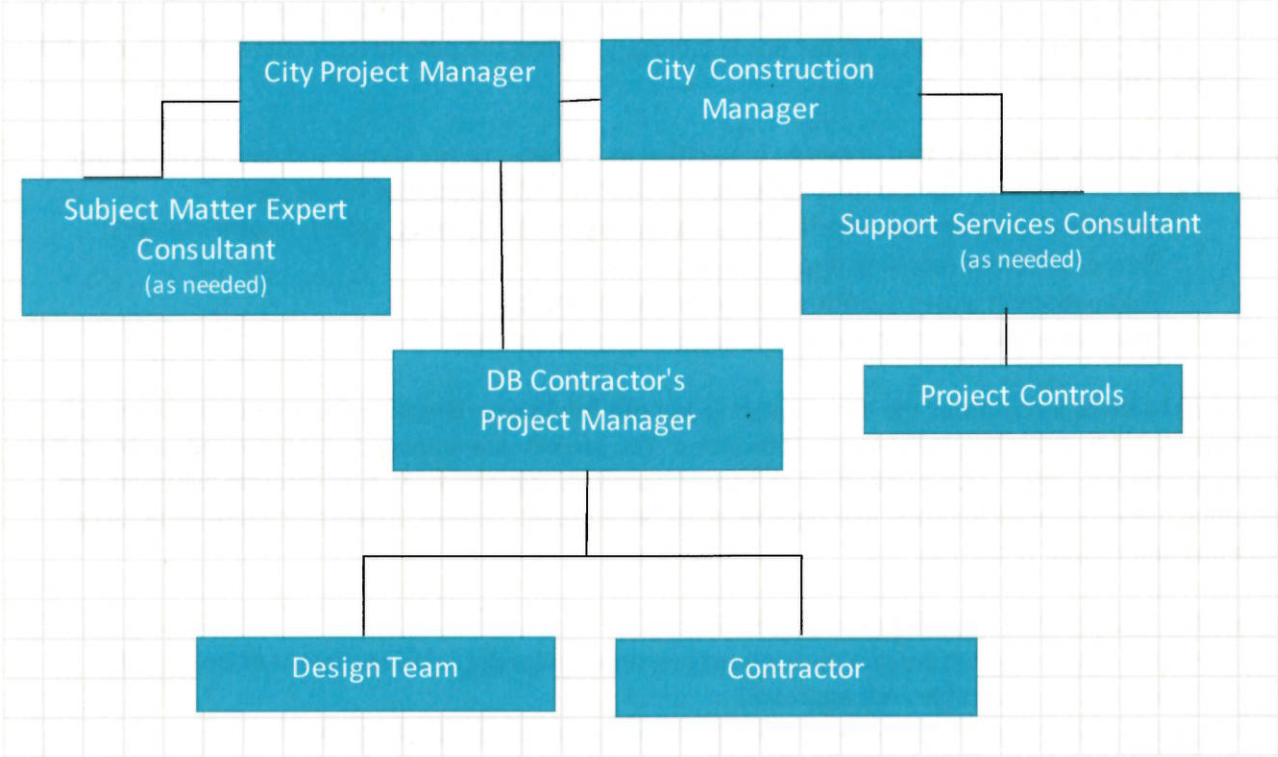 City Project Manager
City Construction
Manager
Subject Matter Expert
Consultant
(as needed)
Support Services Consultant
(as needed)
DB Contractor's
Project Manager
Project Controls
Design Team
Contractor